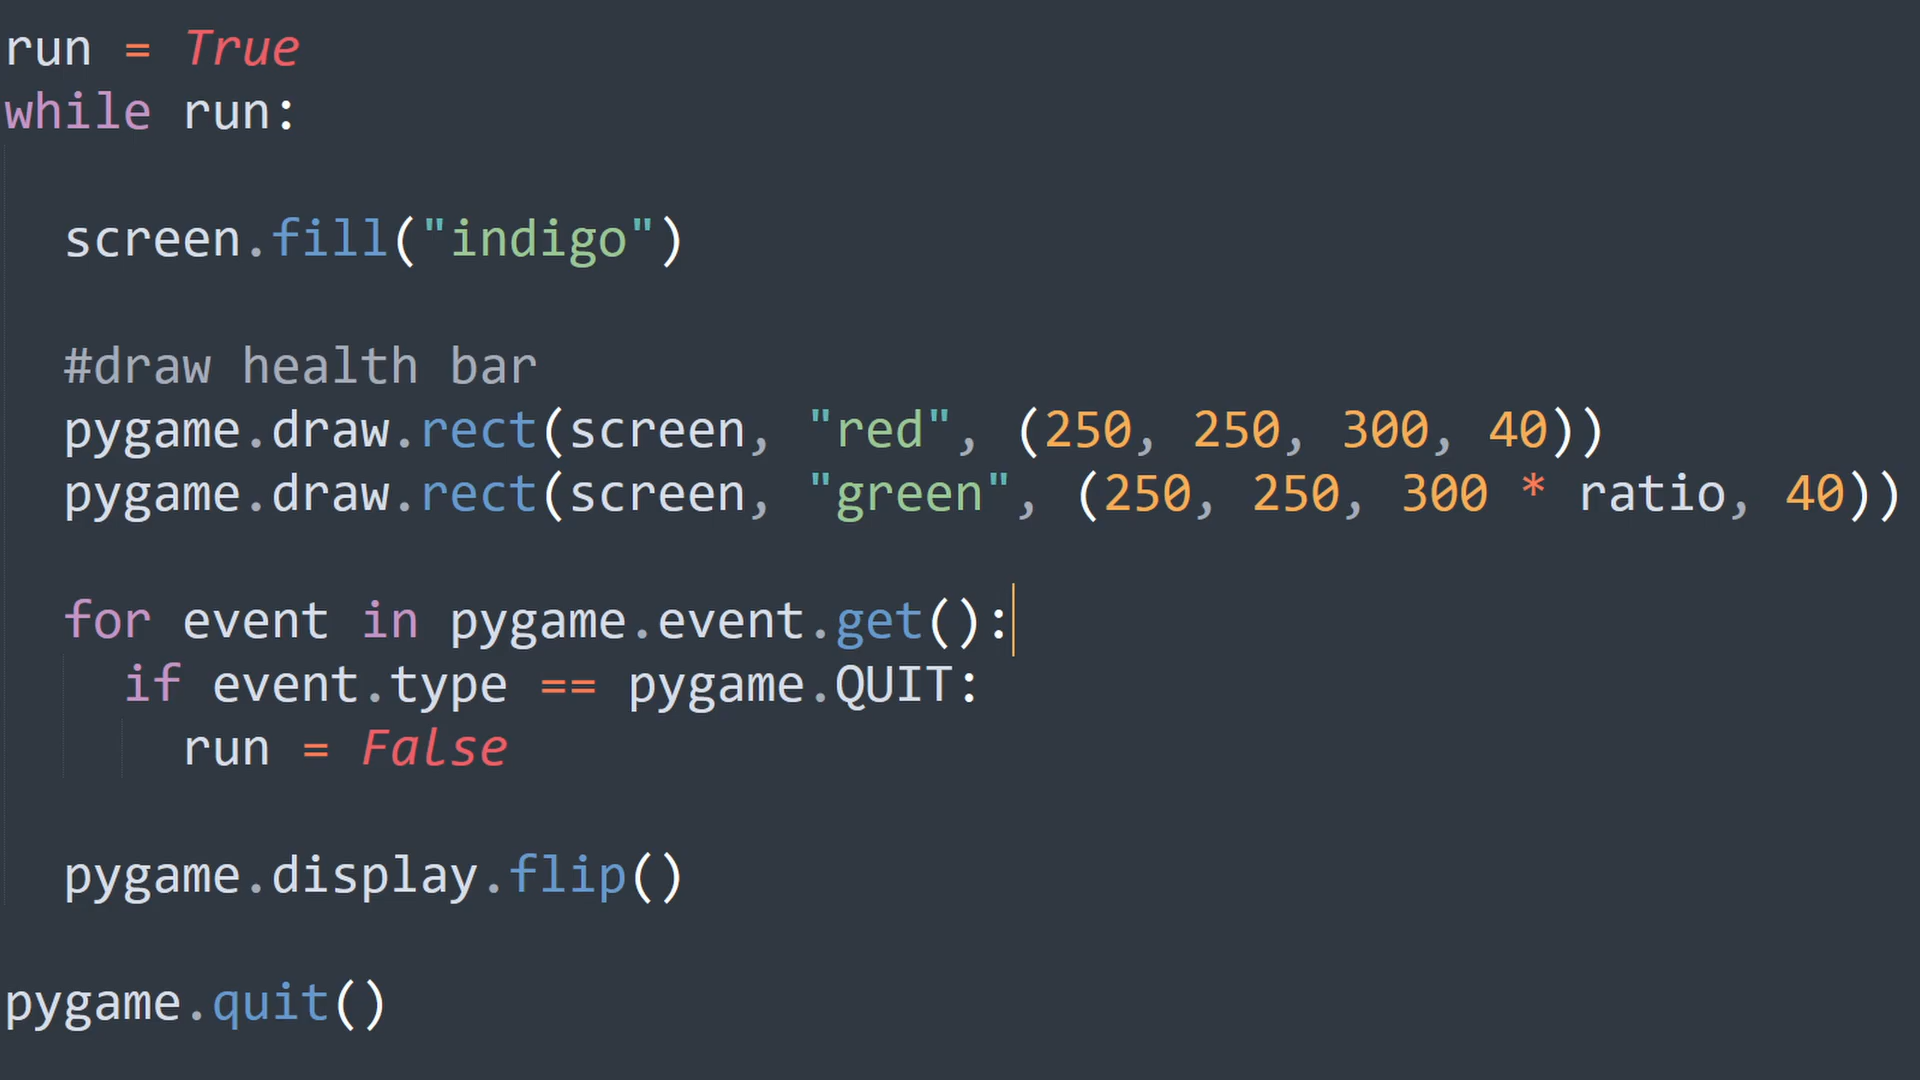 run = True
while run:
screen.fill("indigo")
#draw health bar
pygame.draw.rect(screen, "red", (250, 250, 300, 40))
pygame.draw.rect(screen, "green", (250, 250, 300 * ratio, 40))
for event in pygame.event.get():
if event.type == pygame.QUIT:
run = False
pygame.display.flip()
pygame.quit()